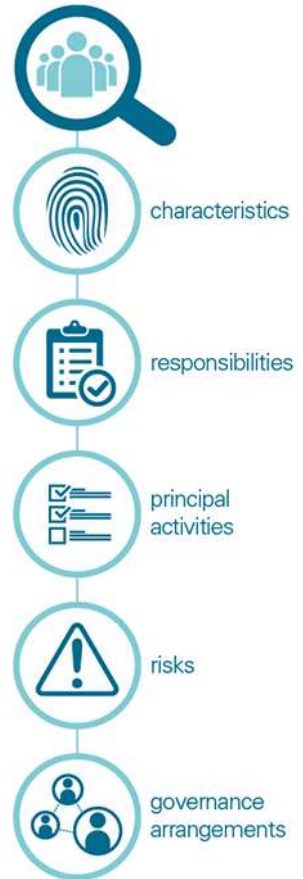 characteristics
responsibilities
principal
activities
risks
governance
arrangements